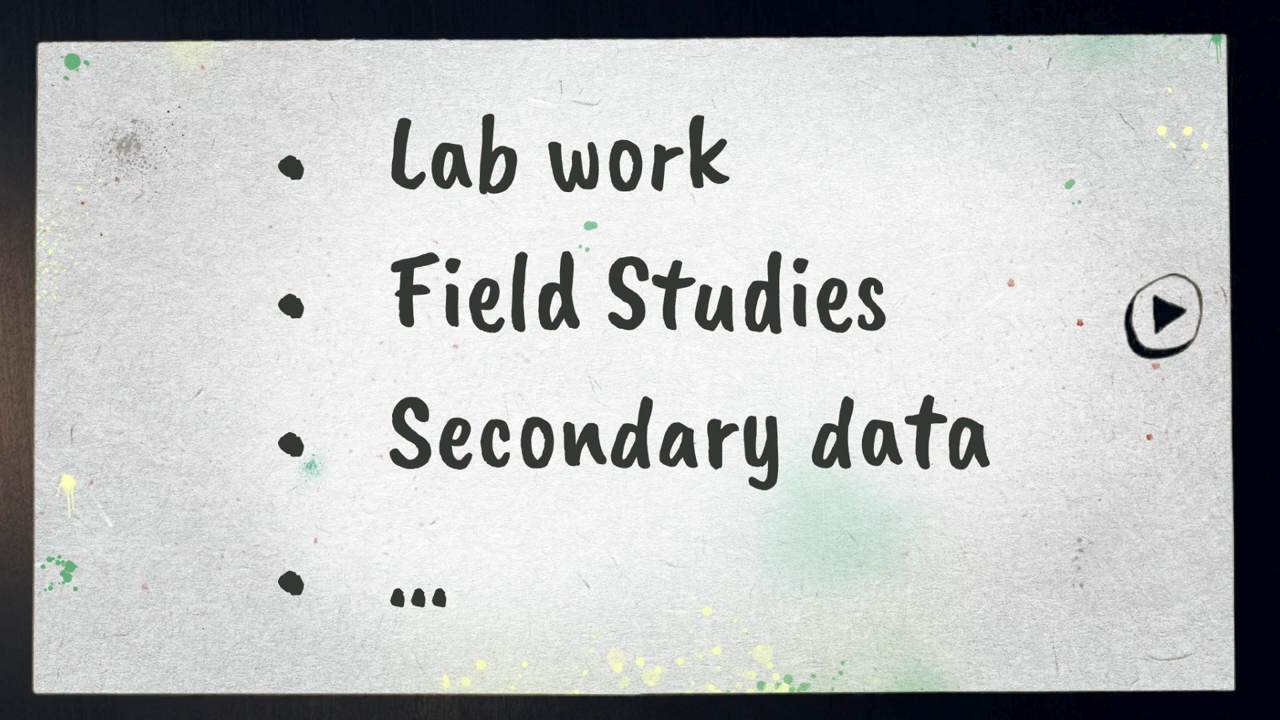 • Lab work
• Field Studies
• Secondary data
• ...